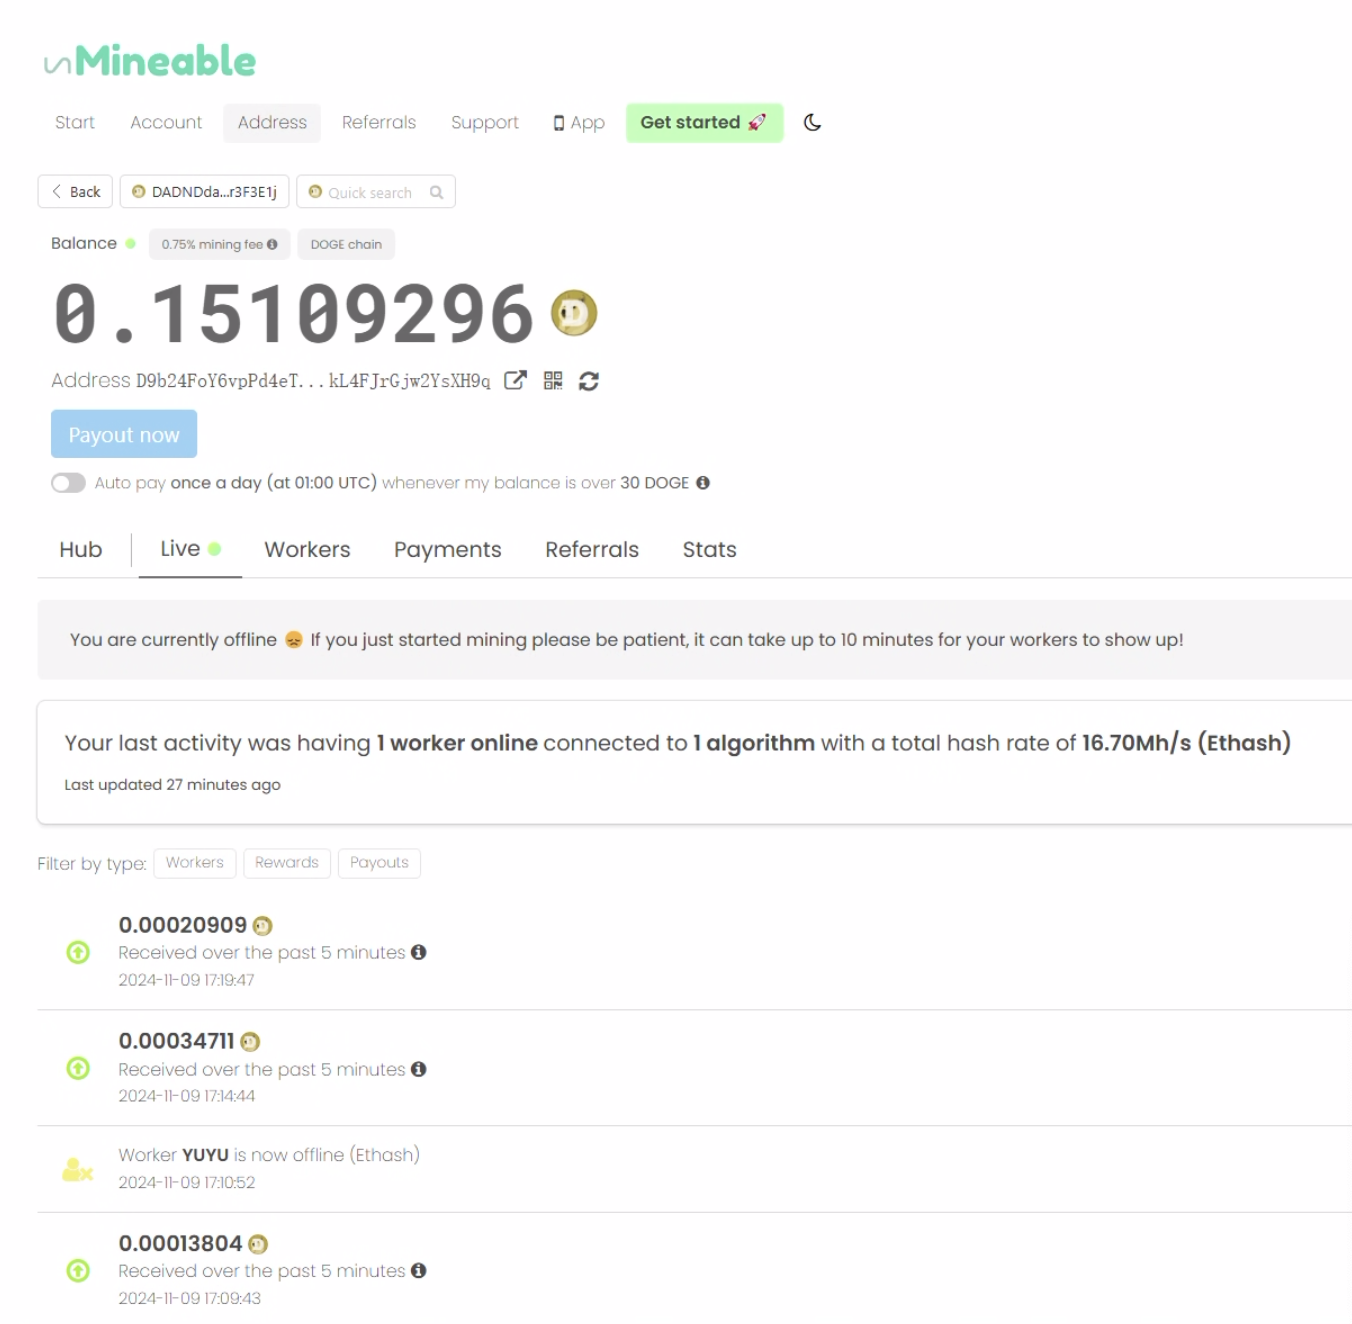 unMineable
Start Account Address Referrals Support App Get started 🚀
Back DADNDda...r3F3E1j Quick search
Balance 0.75% mining fee DOGE chain
0.15109296
Address D9b24FoY6vpPd4eT...kL4FJrGjw2YsXH9q
Payout now
Auto pay once a day (at 01:00 UTC) whenever my balance is over 30 DOGE
Hub Live Workers Payments Referrals Stats
You are currently offline 😞 If you just started mining please be patient, it can take up to 10 minutes for your workers to show up!
Your last activity was having 1 worker online connected to 1 algorithm with a total hash rate of 16.70Mh/s (Ethash)
Last updated 27 minutes ago
Filter by type: Workers Rewards Payouts
0.00020909
Received over the past 5 minutes
2024-11-09 17:19:47
0.00034711
Received over the past 5 minutes
2024-11-09 17:14:44
Worker YUYU is now offline (Ethash)
2024-11-09 17:10:52
0.00013804
Received over the past 5 minutes
2024-11-09 17:09:43